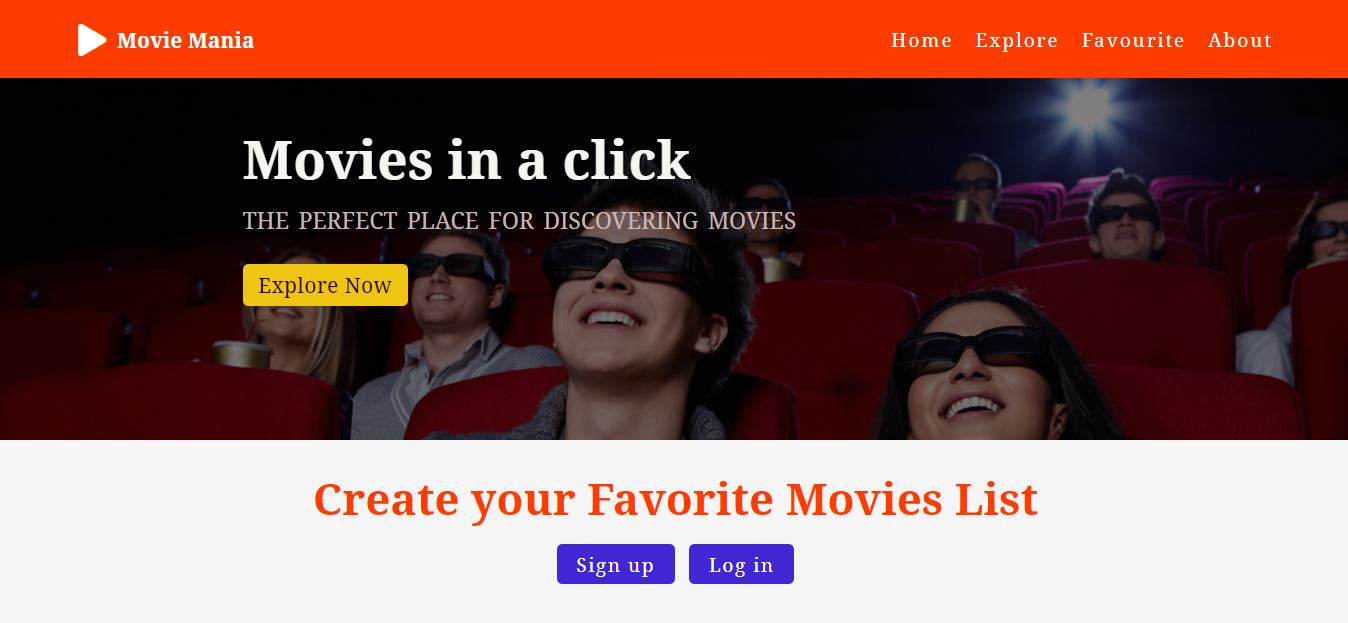 Movie Mania
Home Explore Favourite About
Movies in a click
THE PERFECT PLACE FOR DISCOVERING MOVIES
Explore Now
Create your Favorite Movies List
Sign up Log in